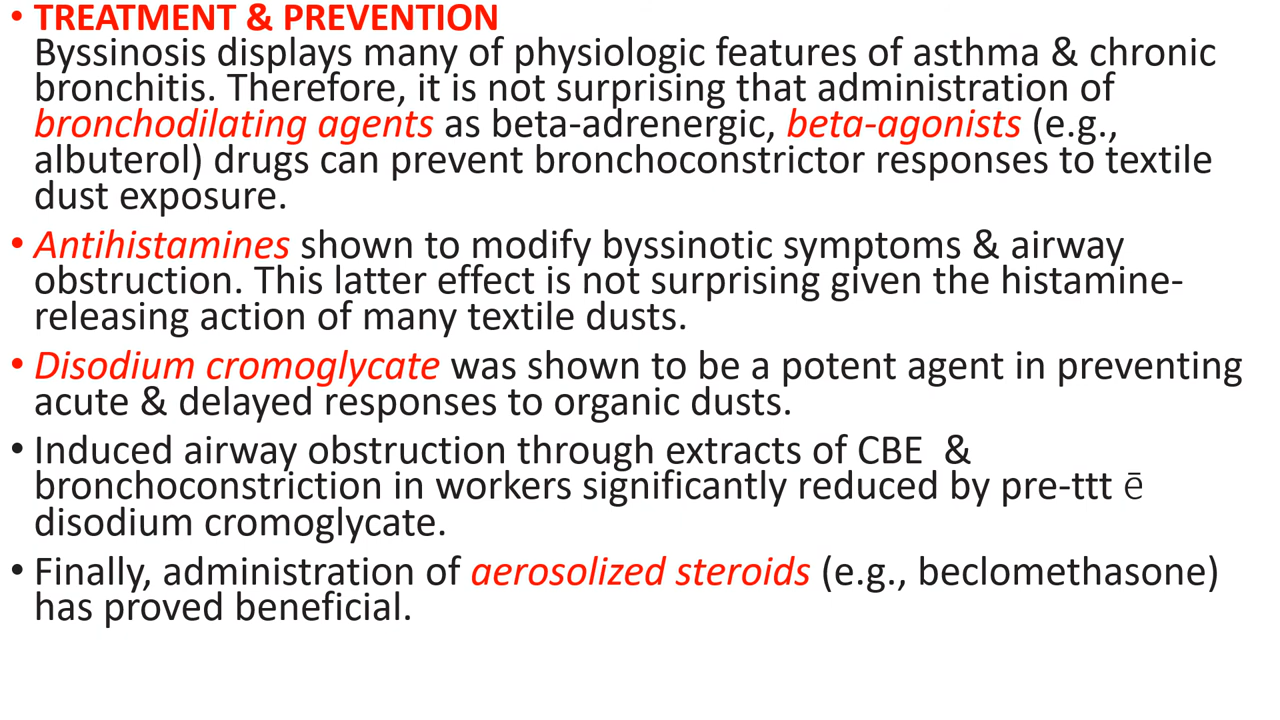 • TREATMENT & PREVENTION
Byssinosis displays many of physiologic features of asthma & chronic
bronchitis. Therefore, it is not surprising that administration of
bronchodilating agents as beta-adrenergic, beta-agonists (e.g.,
albuterol) drugs can prevent bronchoconstrictor responses to textile
dust exposure.
• Antihistamines shown to modify byssinotic symptoms & airway
obstruction. This latter effect is not surprising given the histamine-
releasing action of many textile dusts.
• Disodium cromoglycate was shown to be a potent agent in preventing
acute & delayed responses to organic dusts.
• Induced airway obstruction through extracts of CBE &
bronchoconstriction in workers significantly reduced by pre-ttt ē
disodium cromoglycate.
• Finally, administration of aerosolized steroids (e.g., beclomethasone)
has proved beneficial.